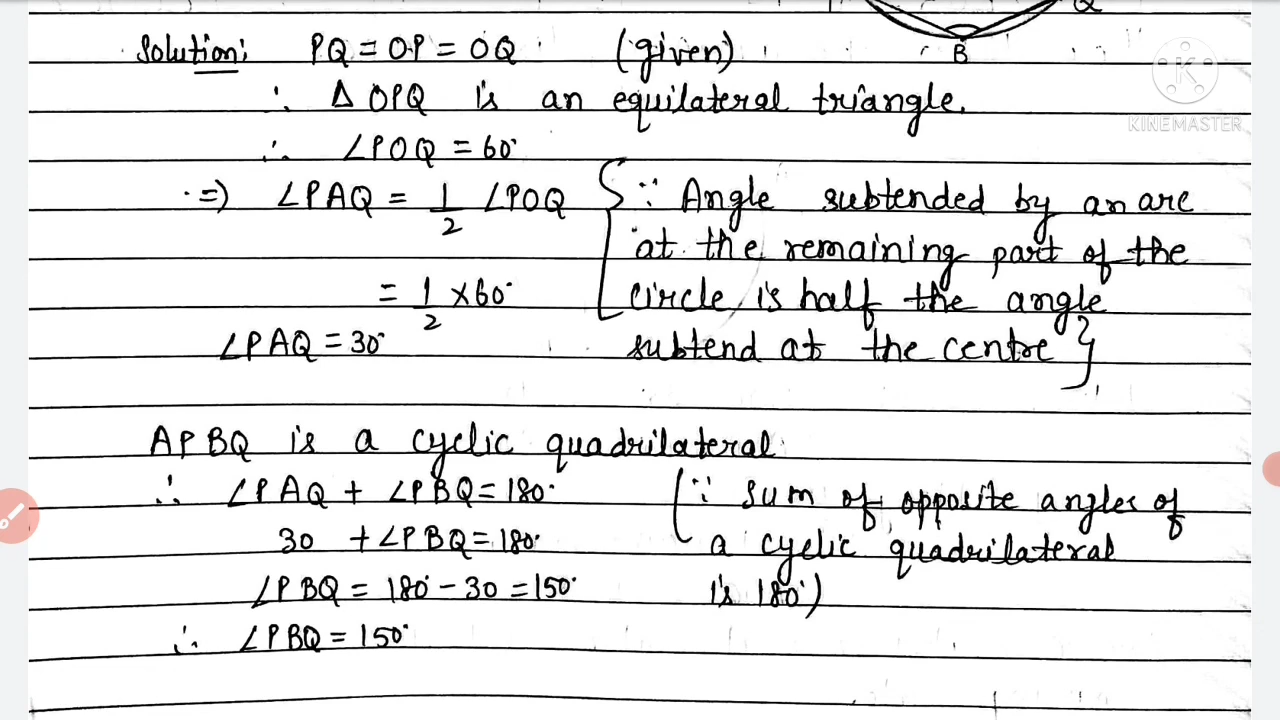 Q
B
Solution: PQ = OP = OQ (given)
KINEMASTER
∴ Δ OPQ is an equilateral triangle.
∴ ∠POQ = 60°
=) ∠PAQ = 1/2 ∠POQ {∵ Angle subtended by an arc
at the remaining part of the
= 1/2 × 60° circle is half the angle
∠PAQ = 30° subtend at the centre}
APBQ is a cyclic quadrilateral
∴ ∠PAQ + ∠PBQ = 180° (∵ sum of opposite angles of
30 + ∠PBQ = 180° a cyclic quadrilateral
∠PBQ = 180° - 30 = 150° is 180°)
∴ ∠PBQ = 150°